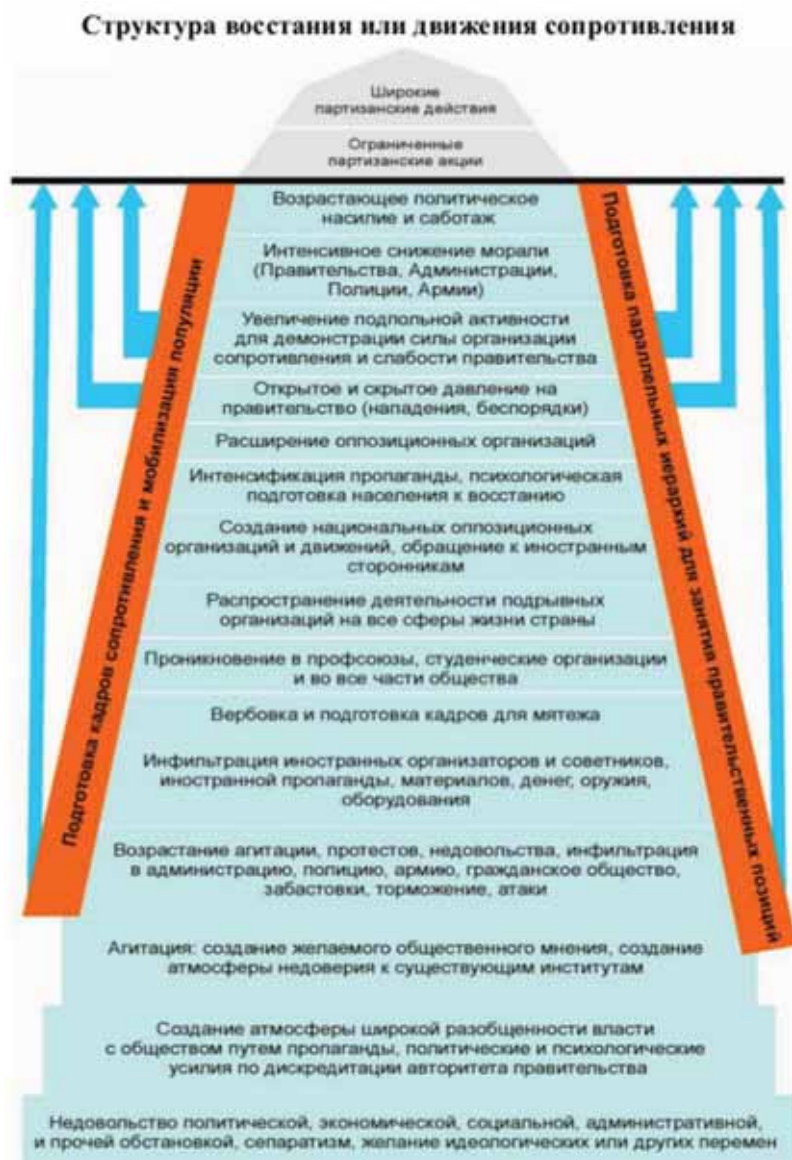 Структура восстания или движения сопротивления
Широкие
партизанские действия
Ограниченные
партизанские акции
Возрастающее политическое
насилие и саботаж
Интенсивное снижение морали
(Правительства, Администрации,
Полиции, Армии)
Увеличение подпольной активности
для демонстрации силы организации
сопротивления и слабости правительства
Открытое и скрытое давление на
правительство (нападения, беспорядки)
Расширение оппозиционных организаций
Интенсификация пропаганды, психологическая
подготовка населения к восстанию
Создание национальных оппозиционных
организаций и движений, обращение к иностранным
сторонникам
Распространение деятельности подрывных
организаций на все сферы жизни страны
Проникновение в профсоюзы, студенческие организации
и во все части общества
Вербовка и подготовка кадров для мятежа
Инфильтрация иностранных организаторов и советников,
иностранной пропаганды, материалов, денег, оружия,
оборудования
Возрастание агитации, протестов, недовольства, инфильтрация
в администрацию, полицию, армию, гражданское общество,
забастовки, торможение, атаки
Агитация: создание желаемого общественного мнения, создание
атмосферы недоверия к существующим институтам
Создание атмосферы широкой разобщенности власти
с обществом путем пропаганды, политические и психологические
усилия по дискредитации авторитета правительства
Недовольство политической, экономической, социальной, административной,
и прочей обстановкой, сепаратизм, желание идеологических или других перемен
Подготовка кадров сопротивления и мобилизация популяции
Подготовка параллельных иерархий для занятия правительственных позиций